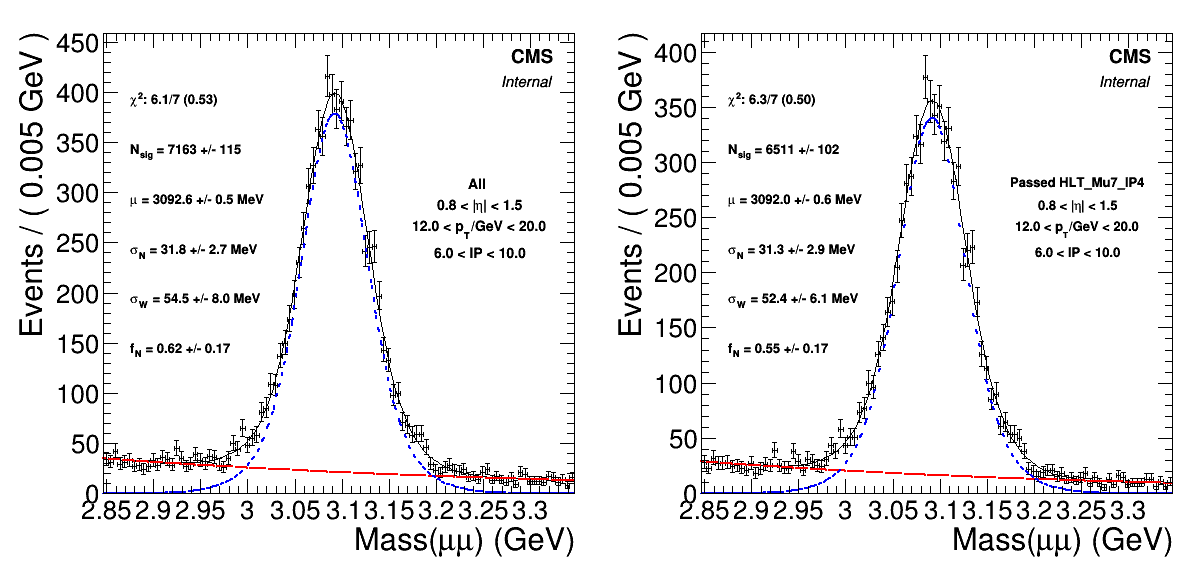 Events / ( 0.005 GeV )
450
400
350
300
250
200
150
100
50
0
CMS
Internal
χ²: 6.1/7 (0.53)
N_sig = 7163 +/- 115
μ = 3092.6 +/- 0.5 MeV
σ_N = 31.8 +/- 2.7 MeV
σ_W = 54.5 +/- 8.0 MeV
f_N = 0.62 +/- 0.17
All
0.8 < |η| < 1.5
12.0 < p_T/GeV < 20.0
6.0 < IP < 10.0
2.85 2.9 2.95 3 3.05 3.1 3.15 3.2 3.25 3.3
Mass(μμ) (GeV)
Events / ( 0.005 GeV )
400
350
300
250
200
150
100
50
0
CMS
Internal
χ²: 6.3/7 (0.50)
N_sig = 6511 +/- 102
μ = 3092.0 +/- 0.6 MeV
σ_N = 31.3 +/- 2.9 MeV
σ_W = 52.4 +/- 6.1 MeV
f_N = 0.55 +/- 0.17
Passed HLT_Mu7_IP4
0.8 < |η| < 1.5
12.0 < p_T/GeV < 20.0
6.0 < IP < 10.0
2.85 2.9 2.95 3 3.05 3.1 3.15 3.2 3.25 3.3
Mass(μμ) (GeV)